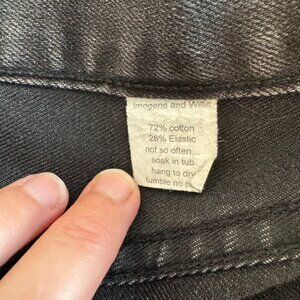 Imogene and Willie
72% cotton
28% Elastic
not so often...
soak in tub
hang to dry
tumble no